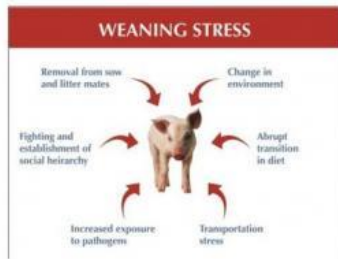 WEANING STRESS
Removal from sow
and litter mates
Change in
environment
Fighting and
establishment of
social heirarchy
Abrupt
transition
in diet
Increased exposure
to pathogens
Transportation
stress